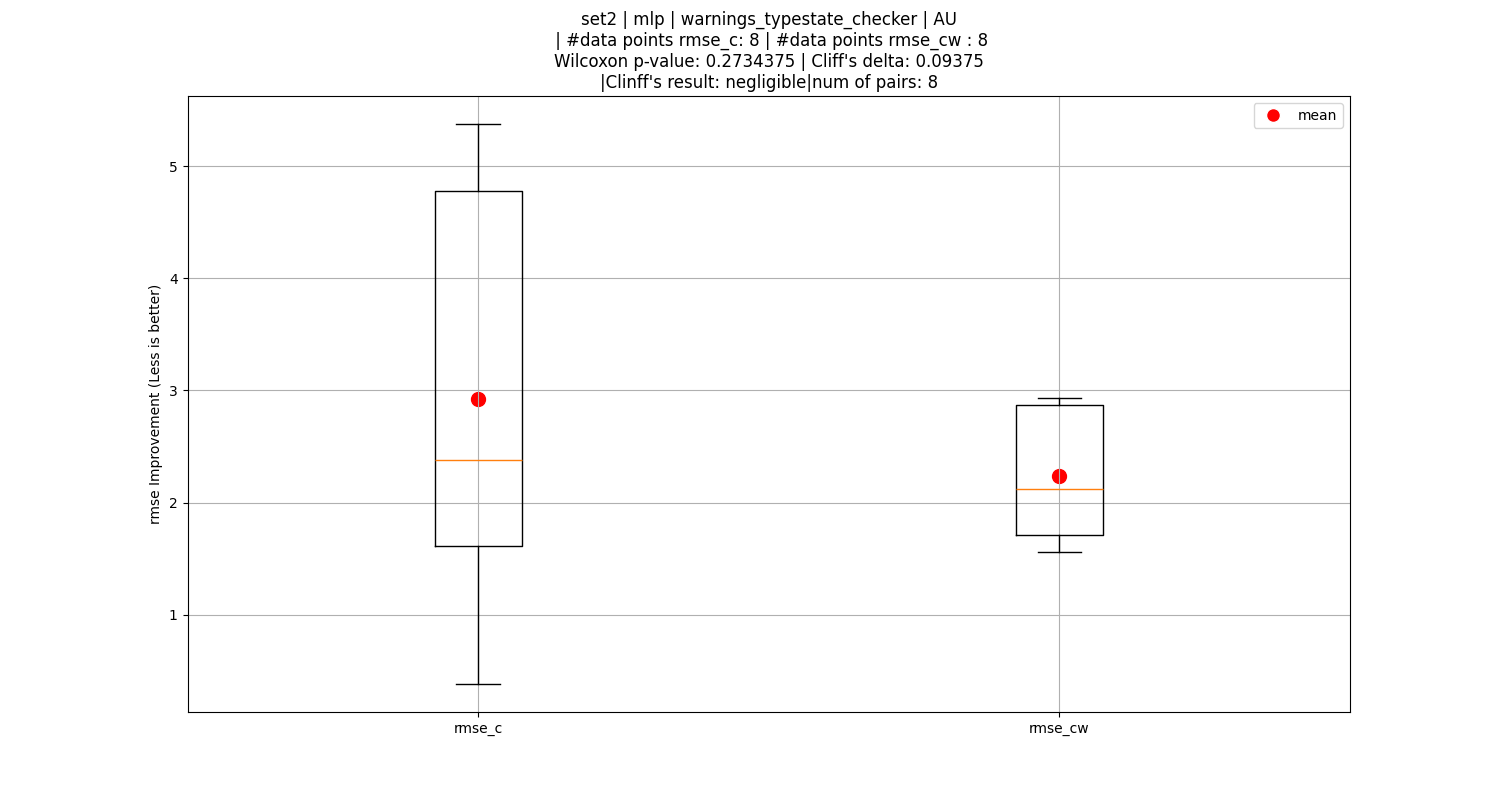 set2 | mlp | warnings_typestate_checker | AU
| #data points rmse_c: 8 | #data points rmse_cw : 8
Wilcoxon p-value: 0.2734375 | Cliff's delta: 0.09375
|Clinff's result: negligible|num of pairs: 8
mean
5
4
3
2
1
rmse Improvement (Less is better)
rmse_c
rmse_cw